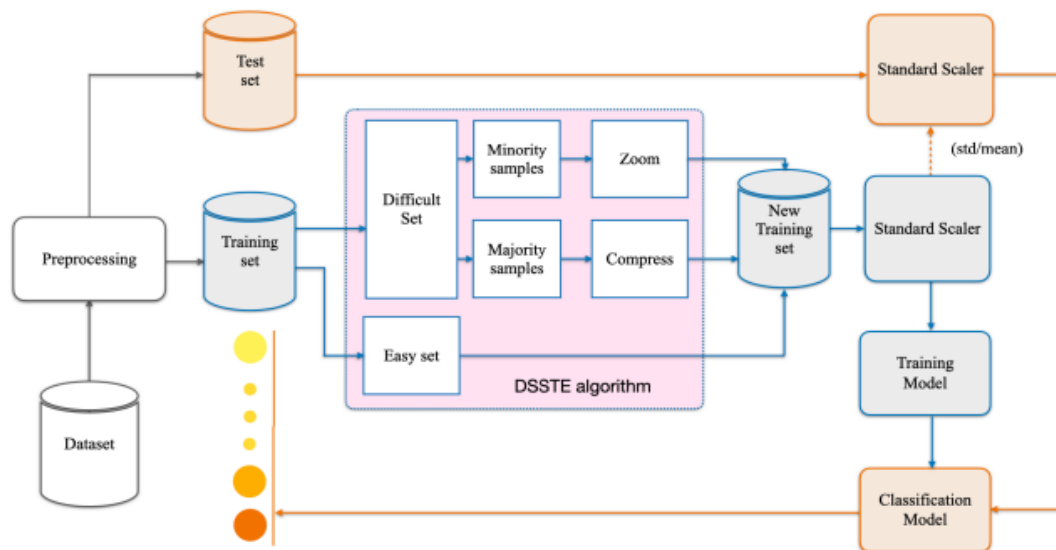 Test
set
Standard Scaler
(std/mean)
Minority
samples
Zoom
Difficult
Set
Majority
samples
Compress
Easy set
DSSTE algorithm
Preprocessing
Training
set
New
Training
set
Standard Scaler
Training
Model
Dataset
Classification
Model